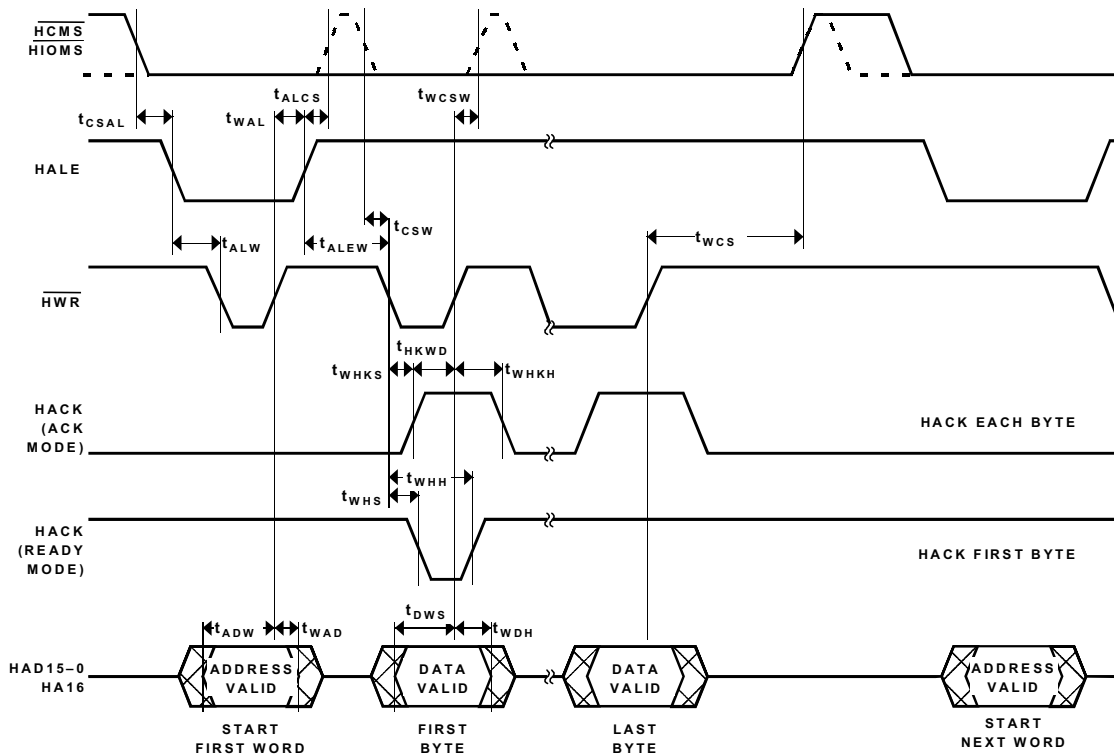 HCMS
HIOMS
tALCS
tWCSW
tCSAL
tWAL
HALE
tCSW
tALW
tALEW
tWCS
HWR
tHKWD
tWHKS
tWHKH
HACK
(ACK
MODE)
HACK EACH BYTE
tWHH
tWHS
HACK
(READY
MODE)
HACK FIRST BYTE
tADW
tWAD
tDWS
tWDH
HAD15–0
HA16
ADDRESS
VALID
DATA
VALID
DATA
VALID
ADDRESS
VALID
START
FIRST WORD
FIRST
BYTE
LAST
BYTE
START
NEXT WORD